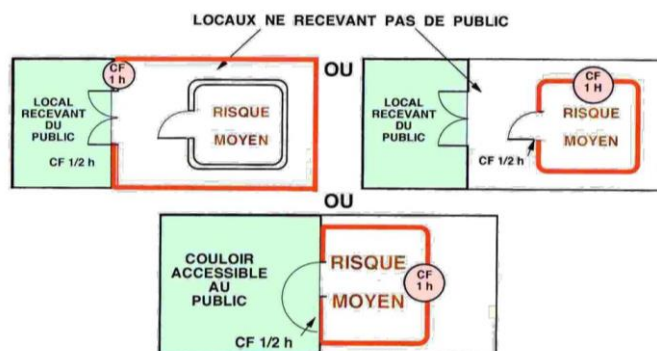 LOCAUX NE RECEVANT PAS DE PUBLIC
CF
1 h
OU
LOCAL
RECEVANT
DU
PUBLIC
CF 1/2 h
RISQUE
MOYEN
LOCAL
RECEVANT
DU
PUBLIC
CF
1 H
RISQUE
MOYEN
CF 1/2 h
OU
COULOIR
ACCESSIBLE
AU
PUBLIC
RISQUE
MOYEN
CF
1 h
CF 1/2 h